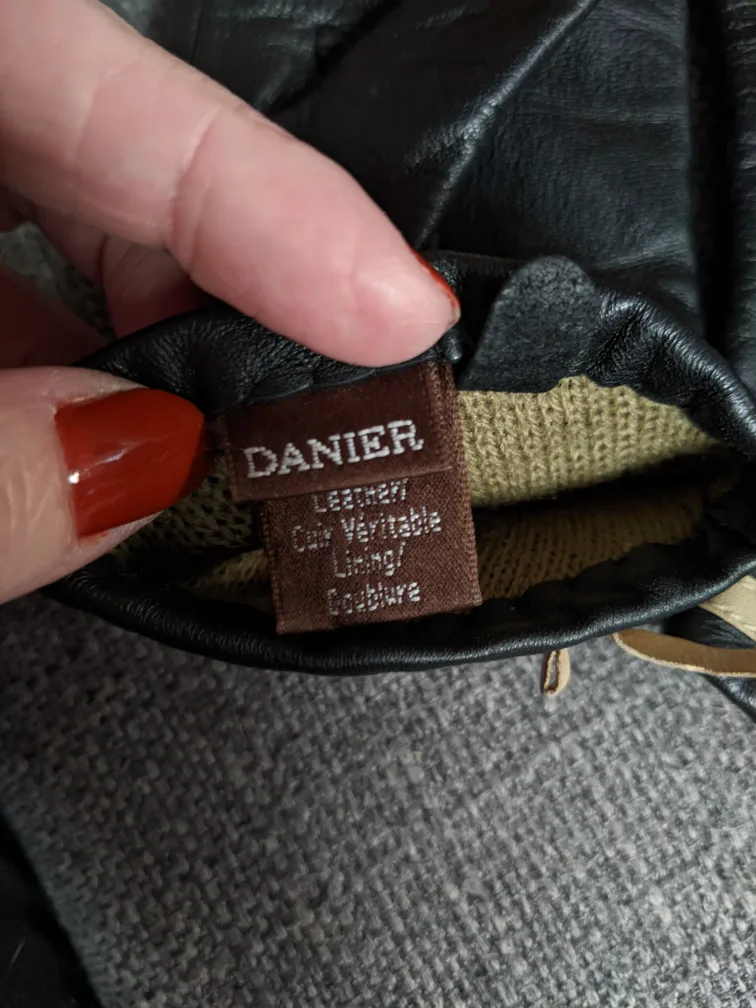 DANIER
Leather/
Cuir Véritable
Lining/
Doublure